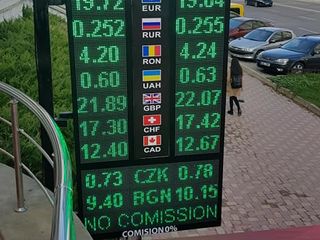 19.72 EUR 19.84
0.252 RUR 0.255
4.20 RON 4.24
0.60 UAH 0.63
21.89 GBP 22.07
17.30 CHF 17.42
12.40 CAD 12.67
0.73 CZK 0.78
9.40 BGN 10.15
NO COMISSION
COMISION 0%